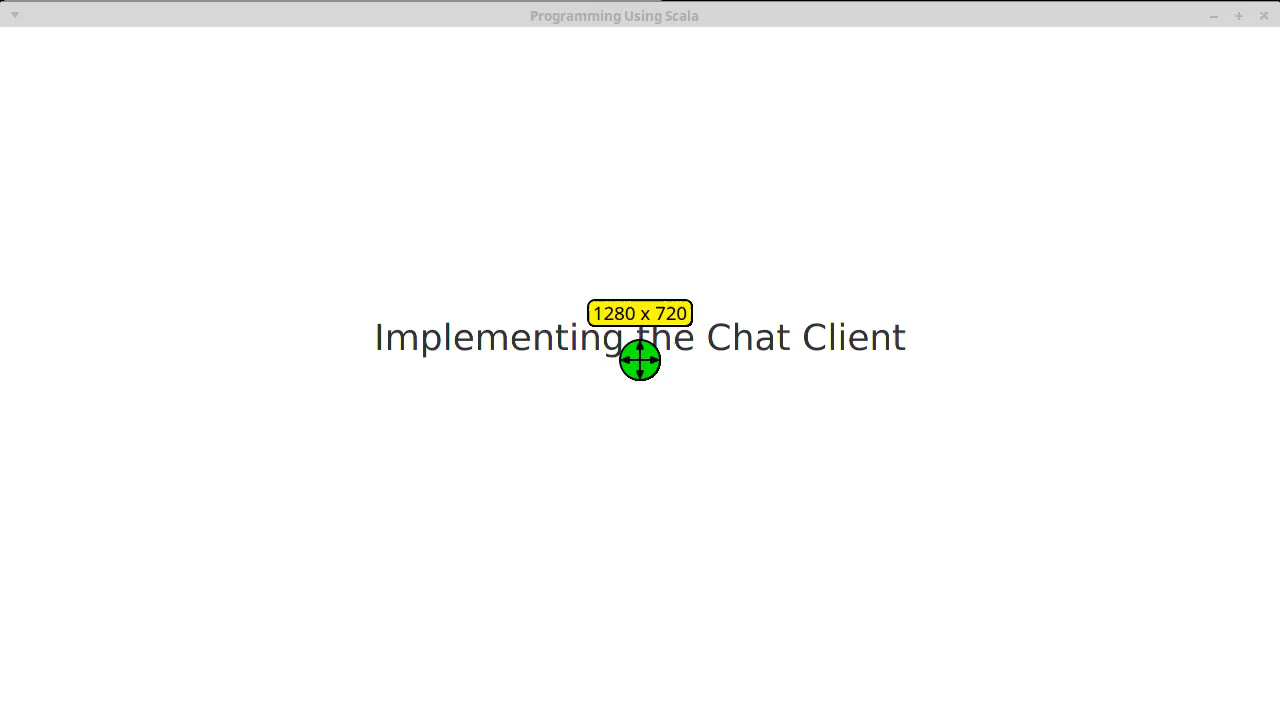 Programming Using Scala
1280 x 720
Implementing the Chat Client